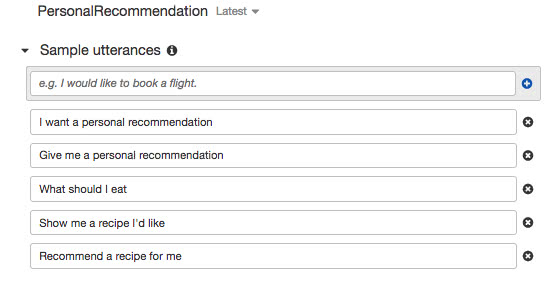 PersonalRecommendation Latest
Sample utterances
e.g. I would like to book a flight.
I want a personal recommendation
Give me a personal recommendation
What should I eat
Show me a recipe I'd like
Recommend a recipe for me